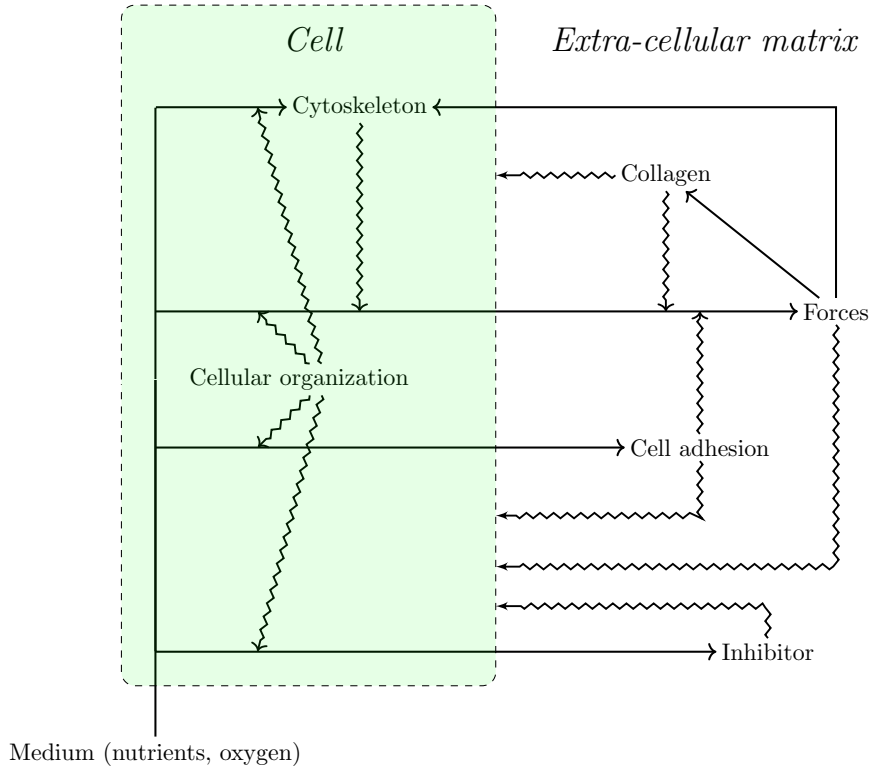 Cell
Extra-cellular matrix
Cytoskeleton
Collagen
Forces
Cellular organization
Cell adhesion
Inhibitor
Medium (nutrients, oxygen)